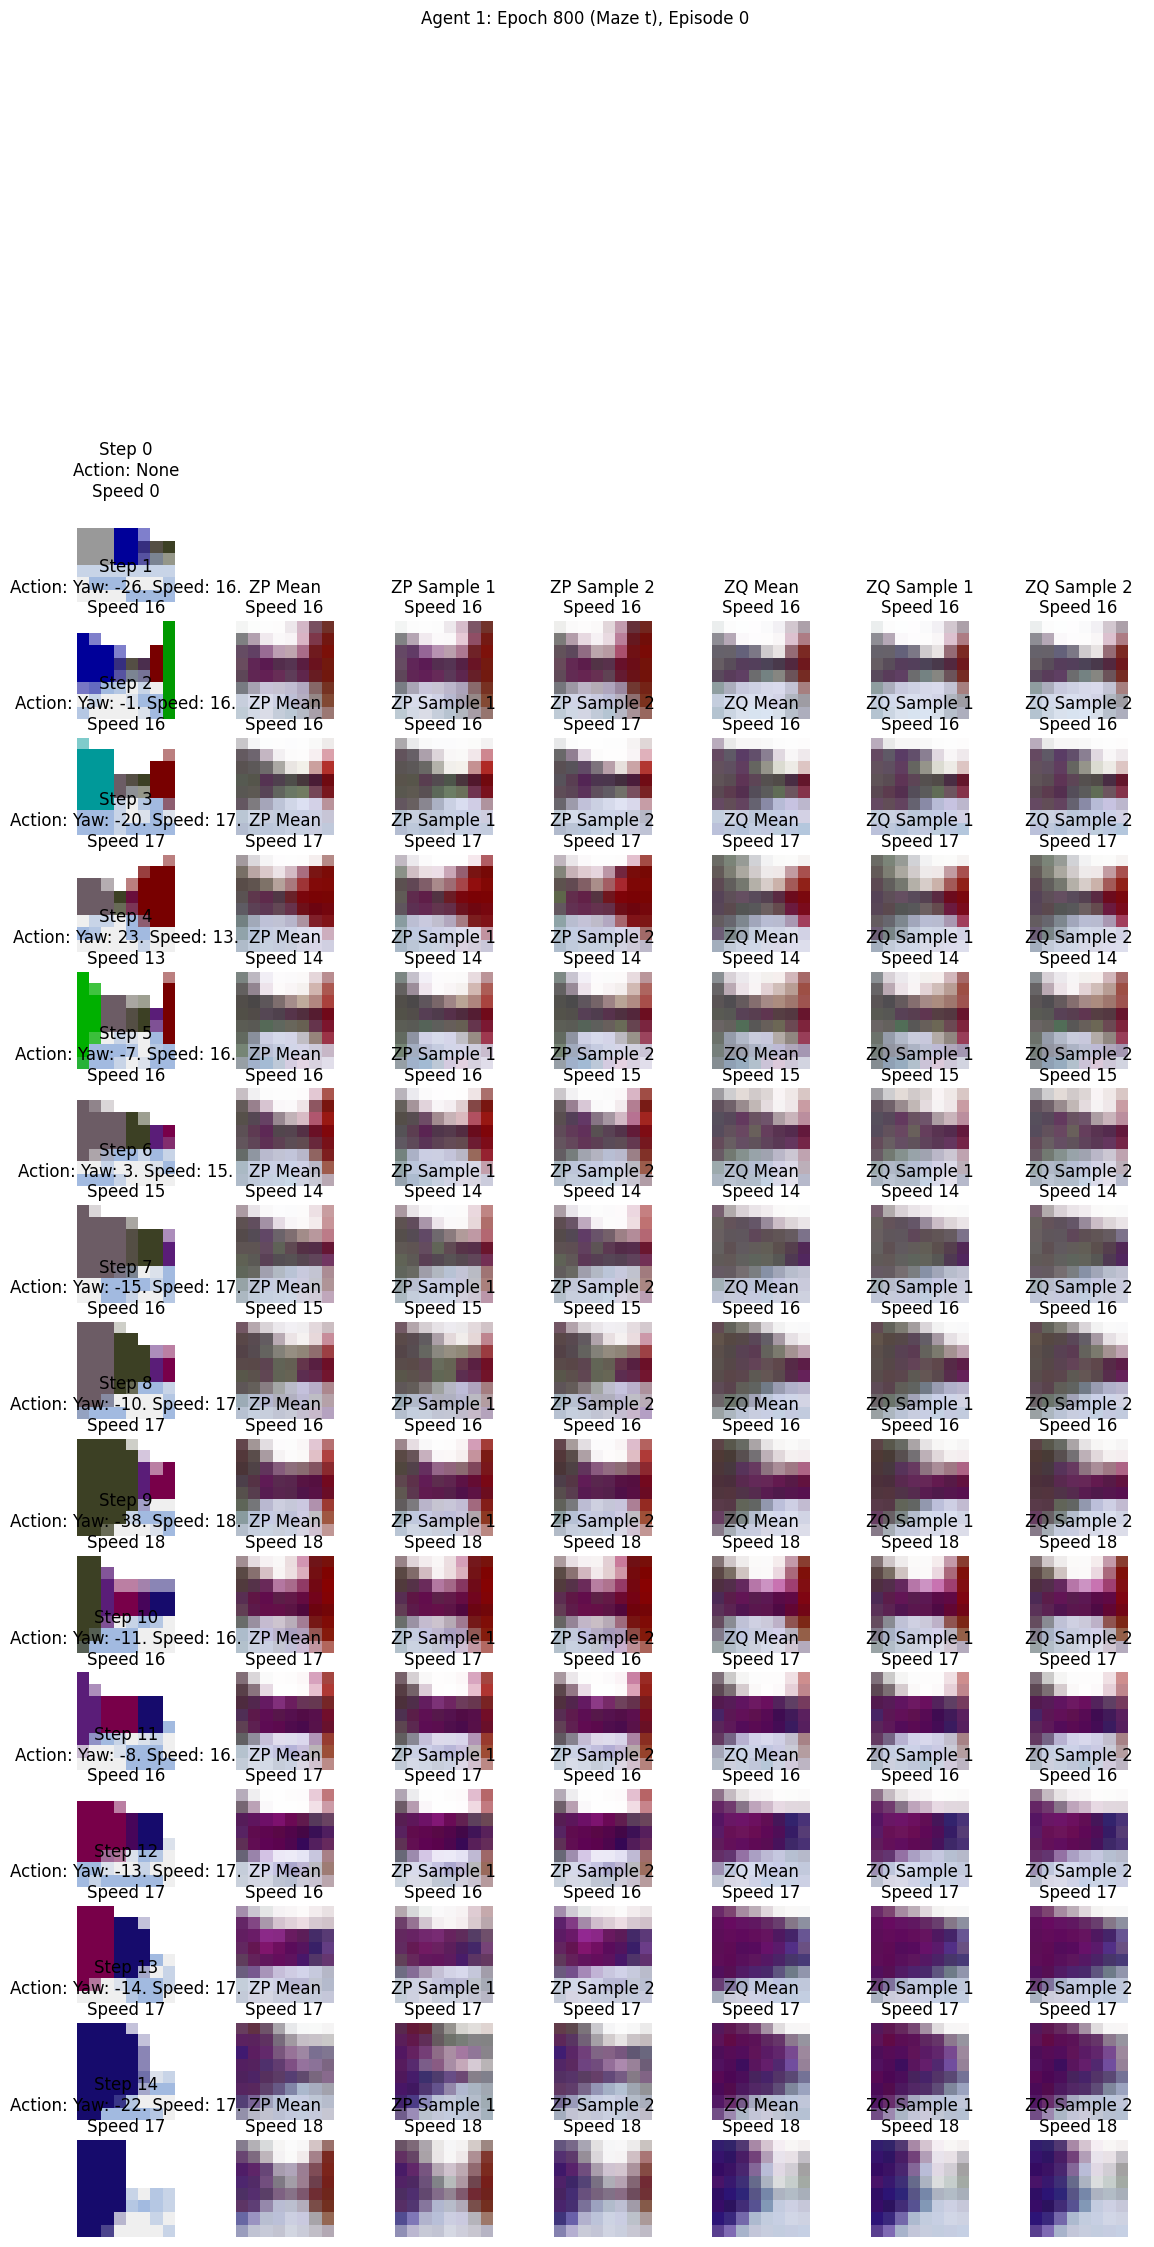 Agent 1: Epoch 800 (Maze t), Episode 0
Step 0
Action: None
Speed 0
Step 1
Action: Yaw: -26. Speed: 16. ZP Mean ZP Sample 1 ZP Sample 2 ZQ Mean ZQ Sample 1 ZQ Sample 2
Speed 16 Speed 16 Speed 16 Speed 16 Speed 16 Speed 16 Speed 16
Step 2
Action: Yaw: -1. Speed: 16. ZP Mean ZP Sample 1 ZP Sample 2 ZQ Mean ZQ Sample 1 ZQ Sample 2
Speed 16 Speed 16 Speed 16 Speed 17 Speed 16 Speed 16 Speed 16
Step 3
Action: Yaw: -20. Speed: 17. ZP Mean ZP Sample 1 ZP Sample 2 ZQ Mean ZQ Sample 1 ZQ Sample 2
Speed 17 Speed 17 Speed 17 Speed 17 Speed 17 Speed 17 Speed 17
Step 4
Action: Yaw: 23. Speed: 13. ZP Mean ZP Sample 1 ZP Sample 2 ZQ Mean ZQ Sample 1 ZQ Sample 2
Speed 13 Speed 14 Speed 14 Speed 14 Speed 14 Speed 14 Speed 14
Step 5
Action: Yaw: -7. Speed: 16. ZP Mean ZP Sample 1 ZP Sample 2 ZQ Mean ZQ Sample 1 ZQ Sample 2
Speed 16 Speed 16 Speed 16 Speed 15 Speed 15 Speed 15 Speed 15
Step 6
Action: Yaw: 3. Speed: 15. ZP Mean ZP Sample 1 ZP Sample 2 ZQ Mean ZQ Sample 1 ZQ Sample 2
Speed 15 Speed 14 Speed 14 Speed 14 Speed 14 Speed 14 Speed 14
Step 7
Action: Yaw: -15. Speed: 17. ZP Mean ZP Sample 1 ZP Sample 2 ZQ Mean ZQ Sample 1 ZQ Sample 2
Speed 16 Speed 15 Speed 15 Speed 15 Speed 16 Speed 16 Speed 16
Step 8
Action: Yaw: -10. Speed: 17. ZP Mean ZP Sample 1 ZP Sample 2 ZQ Mean ZQ Sample 1 ZQ Sample 2
Speed 17 Speed 16 Speed 16 Speed 16 Speed 16 Speed 16 Speed 16
Step 9
Action: Yaw: -38. Speed: 18. ZP Mean ZP Sample 1 ZP Sample 2 ZQ Mean ZQ Sample 1 ZQ Sample 2
Speed 18 Speed 18 Speed 18 Speed 18 Speed 18 Speed 18 Speed 18
Step 10
Action: Yaw: -11. Speed: 16. ZP Mean ZP Sample 1 ZP Sample 2 ZQ Mean ZQ Sample 1 ZQ Sample 2
Speed 16 Speed 17 Speed 17 Speed 16 Speed 17 Speed 17 Speed 17
Step 11
Action: Yaw: -8. Speed: 16. ZP Mean ZP Sample 1 ZP Sample 2 ZQ Mean ZQ Sample 1 ZQ Sample 2
Speed 16 Speed 17 Speed 17 Speed 16 Speed 16 Speed 16 Speed 16
Step 12
Action: Yaw: -13. Speed: 17. ZP Mean ZP Sample 1 ZP Sample 2 ZQ Mean ZQ Sample 1 ZQ Sample 2
Speed 17 Speed 16 Speed 16 Speed 16 Speed 17 Speed 17 Speed 17
Step 13
Action: Yaw: -14. Speed: 17. ZP Mean ZP Sample 1 ZP Sample 2 ZQ Mean ZQ Sample 1 ZQ Sample 2
Speed 17 Speed 17 Speed 17 Speed 17 Speed 17 Speed 17 Speed 17
Step 14
Action: Yaw: -22. Speed: 17. ZP Mean ZP Sample 1 ZP Sample 2 ZQ Mean ZQ Sample 1 ZQ Sample 2
Speed 17 Speed 18 Speed 18 Speed 18 Speed 18 Speed 18 Speed 18